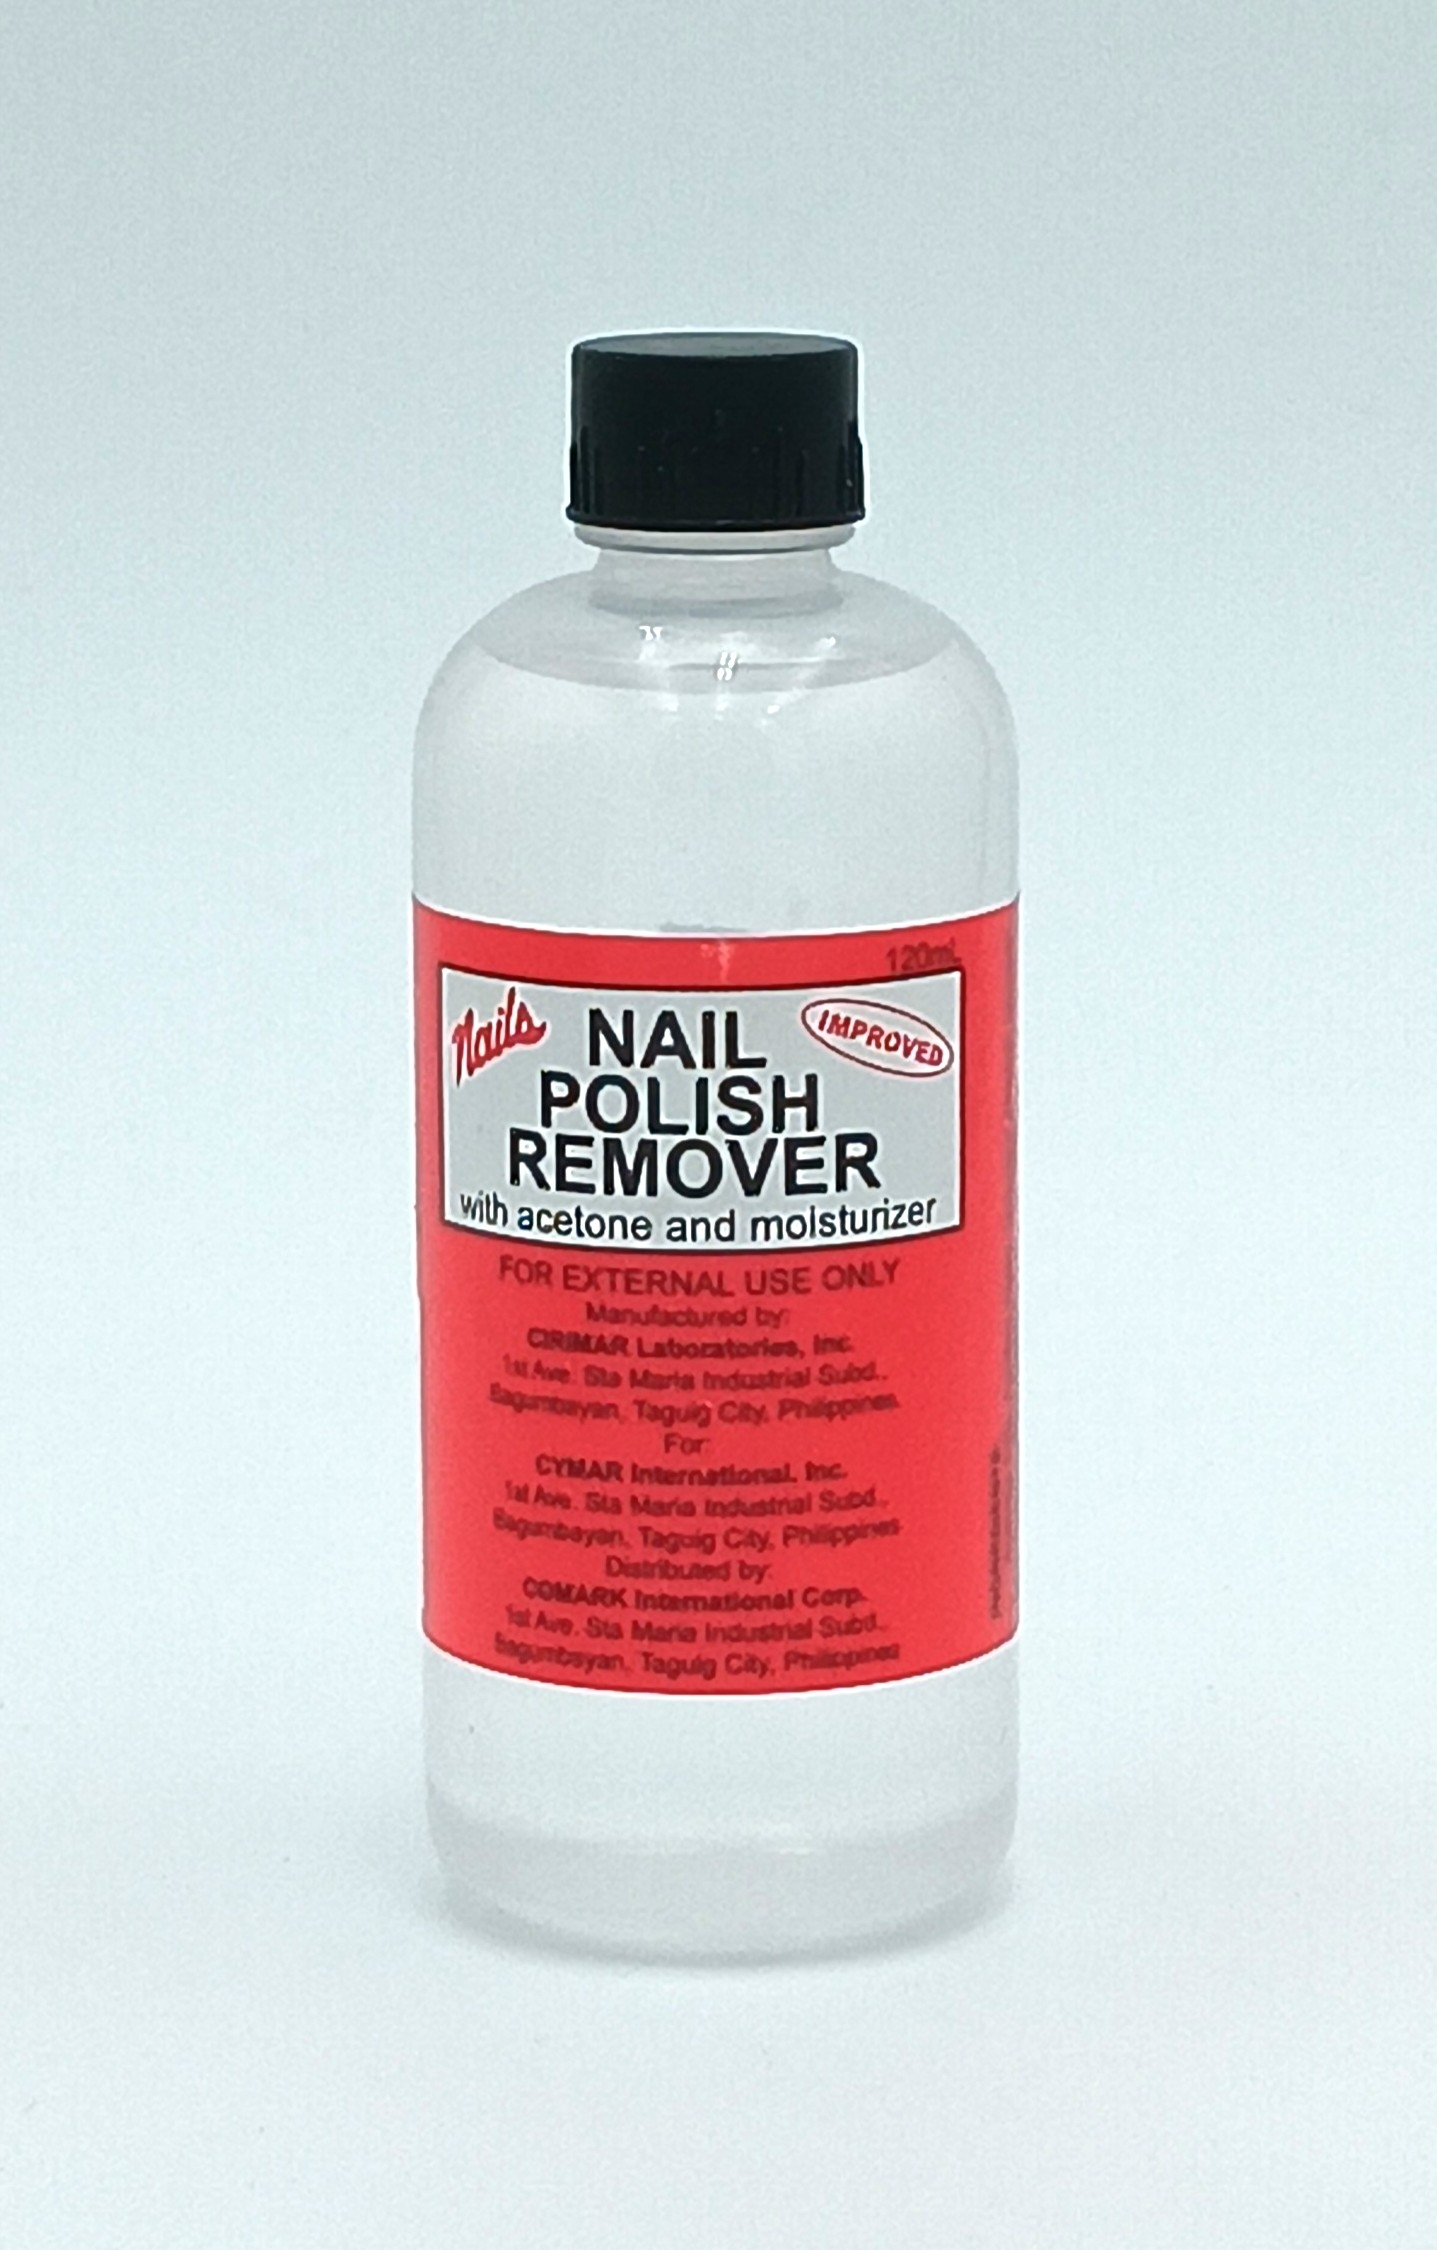 120mL
Nails
IMPROVED
NAIL
POLISH
REMOVER
with acetone and moisturizer
FOR EXTERNAL USE ONLY
Manufactured by:
CIRIMAR Laboratories, Inc.
1st Ave. Sta Maria Industrial Subd.,
Bagumbayan, Taguig City, Philippines
For:
CYMAR International. Inc.
1st Ave. Sta Maria Industrial Subd.,
Bagumbayan, Taguig City, Philippines
Distributed by:
COMARK International Corp.
1st Ave. Sta Maria Industrial Subd.,
Bagumbayan, Taguig City, Philippines